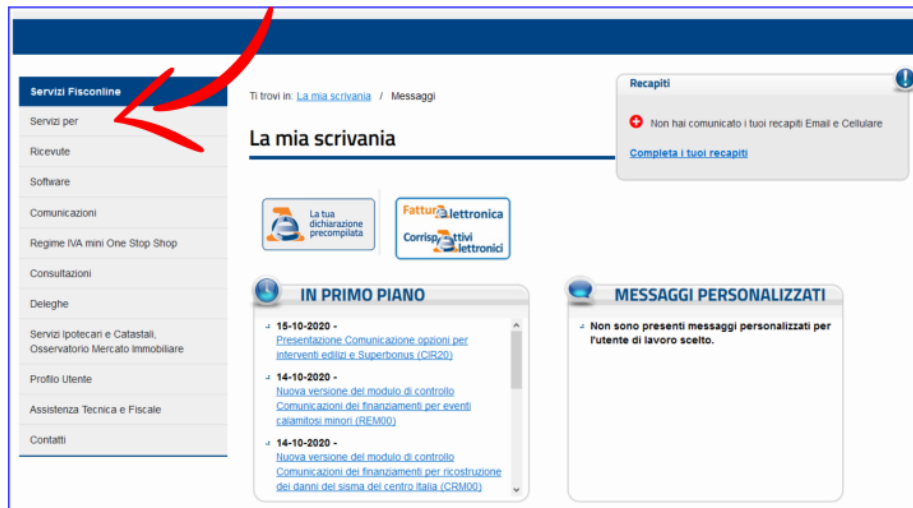 Servizi Fisconline
Servizi per
Ricevute
Software
Comunicazioni
Regime IVA mini One Stop Shop
Consultazioni
Deleghe
Servizi Ipotecari e Catastali,
Osservatorio Mercato Immobiliare
Profilo Utente
Assistenza Tecnica e Fiscale
Contatti
Ti trovi in: La mia scrivania / Messaggi
La mia scrivania
Recapiti
Non hai comunicato i tuoi recapiti Email e Cellulare
Completa i tuoi recapiti
La tua
dichiarazione
precompilata
Fattur@ elettronica
Corrispettivi
elettronici
IN PRIMO PIANO
15-10-2020 -
Presentazione Comunicazione opzioni per
interventi edilizi e Superbonus (CIR20)
14-10-2020 -
Nuova versione del modulo di controllo
Comunicazioni dei finanziamenti per eventi
calamitosi minori (REM00)
14-10-2020 -
Nuova versione del modulo di controllo
Comunicazioni dei finanziamenti per ricostruzione
dei danni del sisma del centro Italia (CRM00)
MESSAGGI PERSONALIZZATI
Non sono presenti messaggi personalizzati per
l'utente di lavoro scelto.